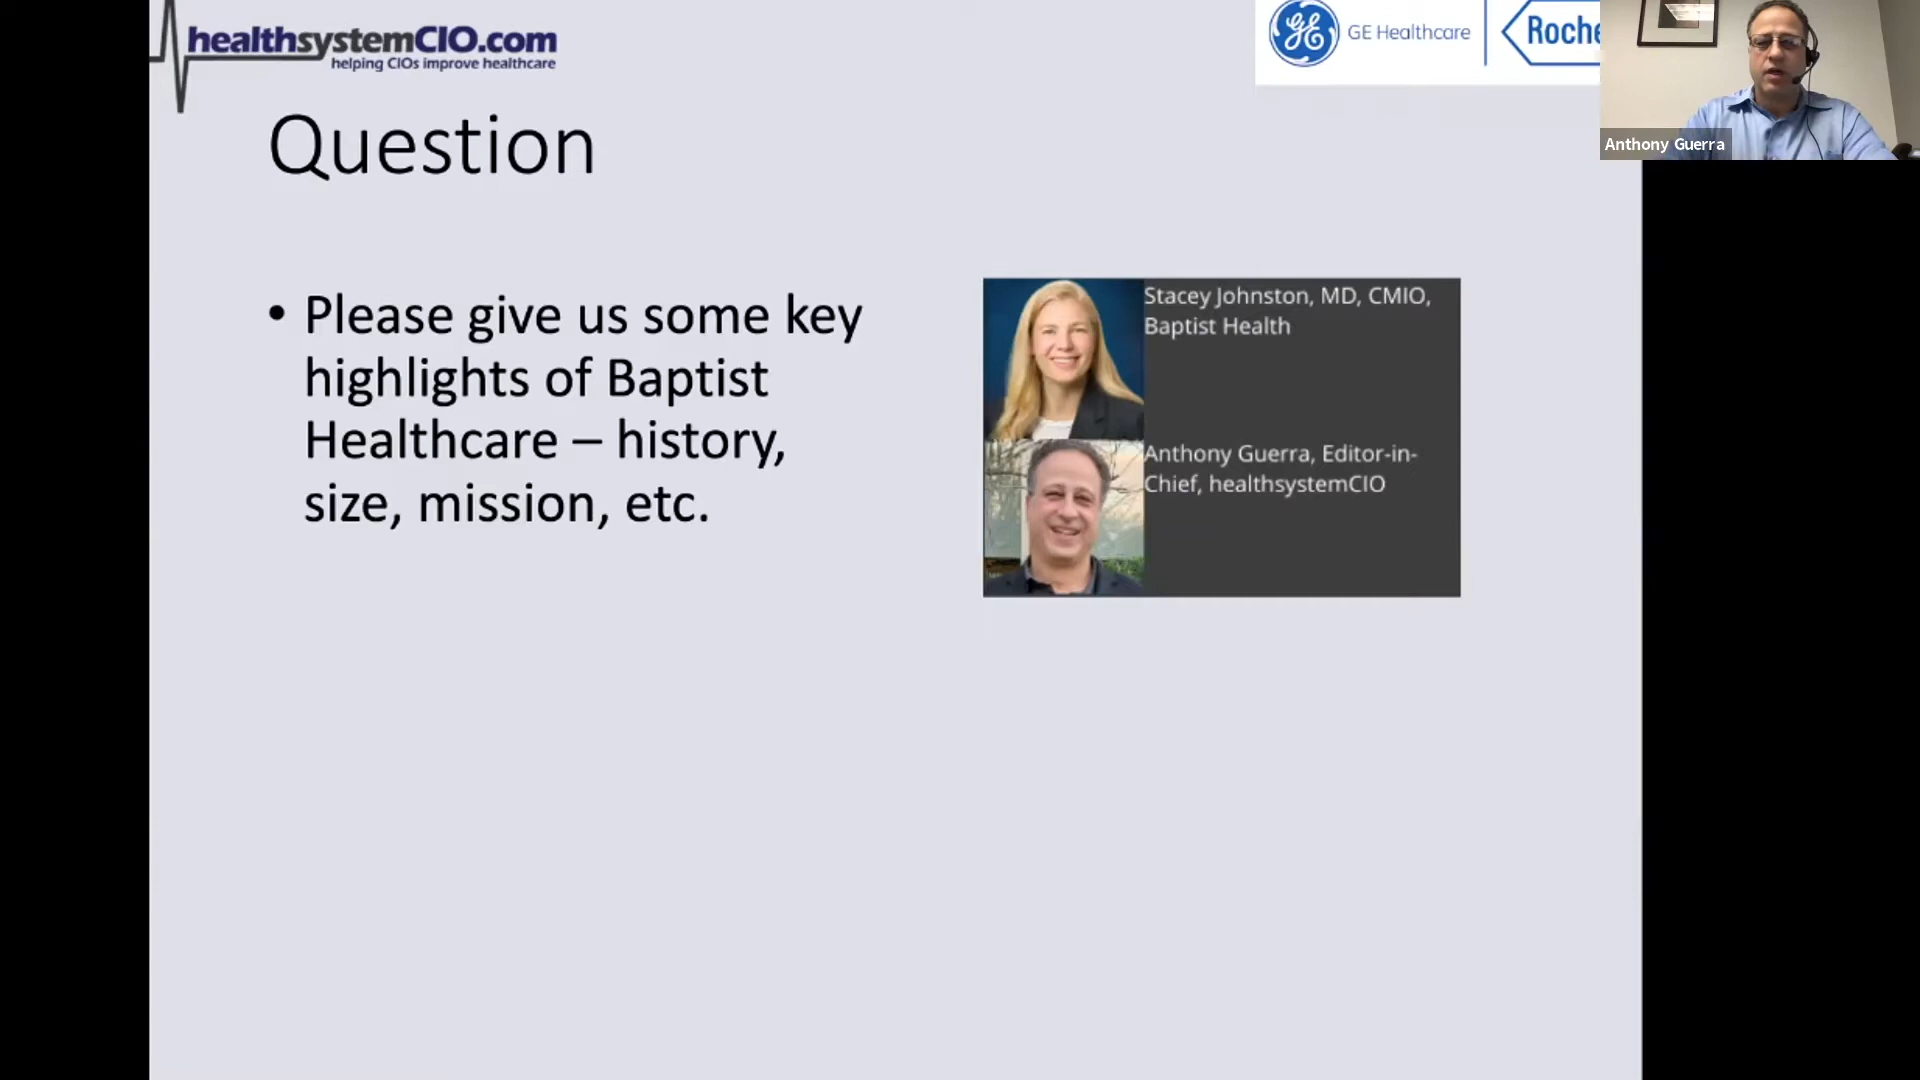 healthsystemCIO.com
helping CIOs improve healthcare
GE Healthcare
Roche
Anthony Guerra
Question
• Please give us some key
highlights of Baptist
Healthcare – history,
size, mission, etc.
Stacey Johnston, MD, CMIO,
Baptist Health
Anthony Guerra, Editor-in-
Chief, healthsystemCIO